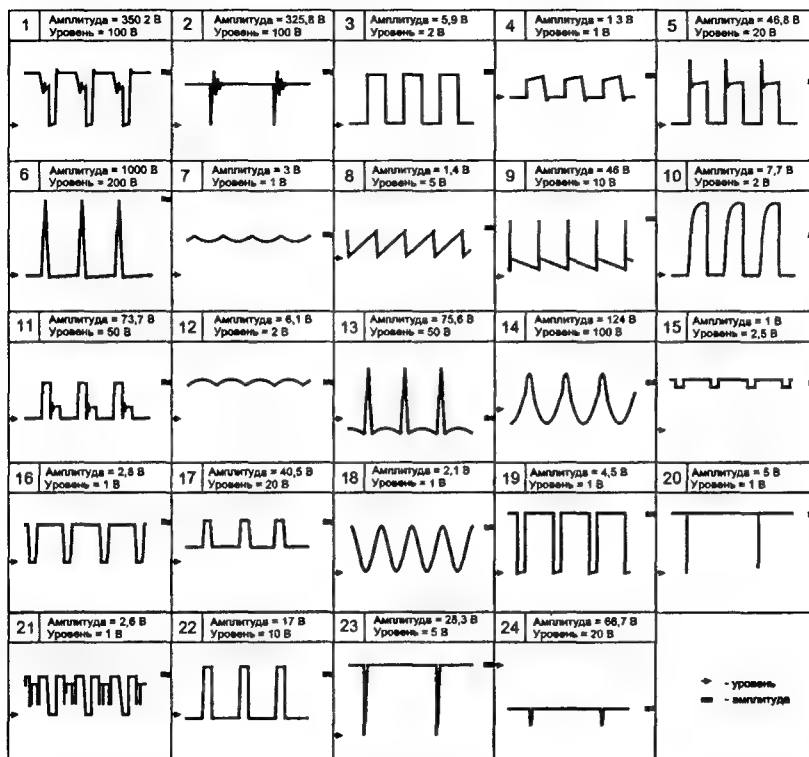 1 Амплитуда = 350 2 В
Уровень = 100 В
2 Амплитуда = 325,8 В
Уровень = 100 В
3 Амплитуда = 5,9 В
Уровень = 2 В
4 Амплитуда = 1 3 В
Уровень = 1 В
5 Амплитуда = 46,8 В
Уровень = 20 В
6 Амплитуда = 1000 В
Уровень = 200 В
7 Амплитуда = 3 В
Уровень = 1 В
8 Амплитуда = 1,4 В
Уровень = 5 В
9 Амплитуда = 46 В
Уровень = 10 В
10 Амплитуда = 7,7 В
Уровень = 2 В
11 Амплитуда = 73,7 В
Уровень = 50 В
12 Амплитуда = 6,1 В
Уровень = 2 В
13 Амплитуда = 75,6 В
Уровень = 50 В
14 Амплитуда = 124 В
Уровень = 100 В
15 Амплитуда = 1 В
Уровень = 2,5 В
16 Амплитуда = 2,8 В
Уровень = 1 В
17 Амплитуда = 40,5 В
Уровень = 20 В
18 Амплитуда = 2,1 В
Уровень = 1 В
19 Амплитуда = 4,5 В
Уровень = 1 В
20 Амплитуда = 5 В
Уровень = 1 В
21 Амплитуда = 2,6 В
Уровень = 1 В
22 Амплитуда = 17 В
Уровень = 10 В
23 Амплитуда = 28,3 В
Уровень = 5 В
24 Амплитуда = 66,7 В
Уровень = 20 В
- уровень
- амплитуда